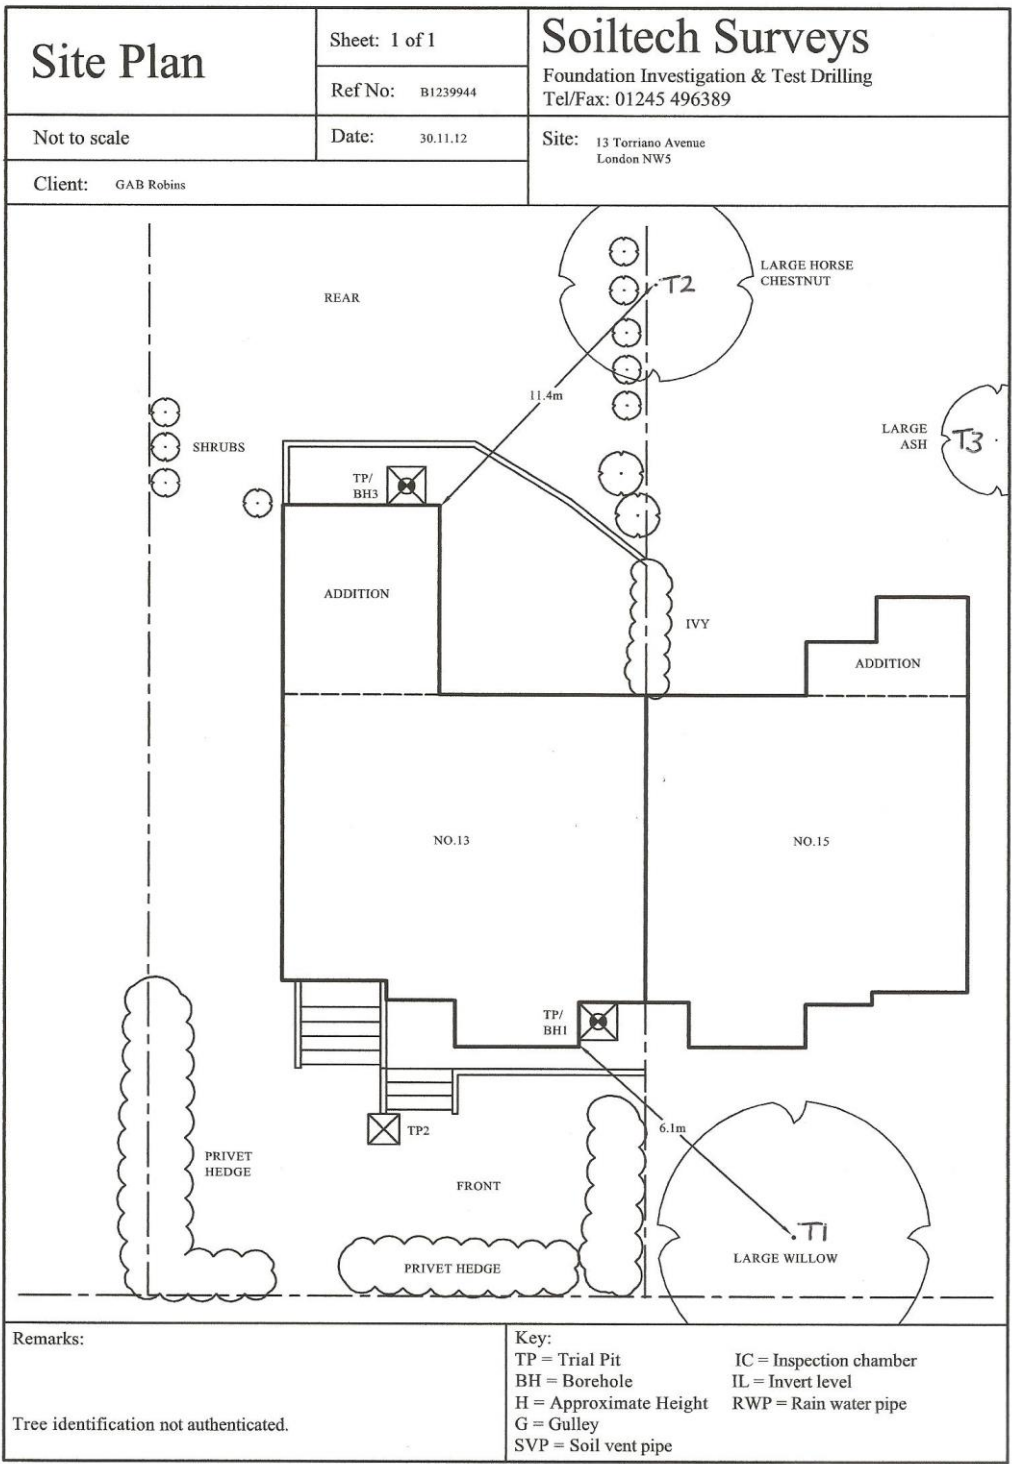 Site Plan
Sheet: 1 of 1
Ref No: B1239944
Soiltech Surveys
Foundation Investigation & Test Drilling
Tel/Fax: 01245 496389
Not to scale
Date: 30.11.12
Site: 13 Torriano Avenue
London NW5
Client: GAB Robins
REAR
LARGE HORSE
CHESTNUT
T2
11.4m
LARGE
ASH
T3
SHRUBS
TP/
BH3
ADDITION
IVY
ADDITION
NO.13
NO.15
TP/
BH1
TP2
6.1m
PRIVET
HEDGE
FRONT
T1
LARGE WILLOW
PRIVET HEDGE
Remarks:
Tree identification not authenticated.
Key:
TP = Trial Pit
BH = Borehole
H = Approximate Height
G = Gulley
SVP = Soil vent pipe
IC = Inspection chamber
IL = Invert level
RWP = Rain water pipe